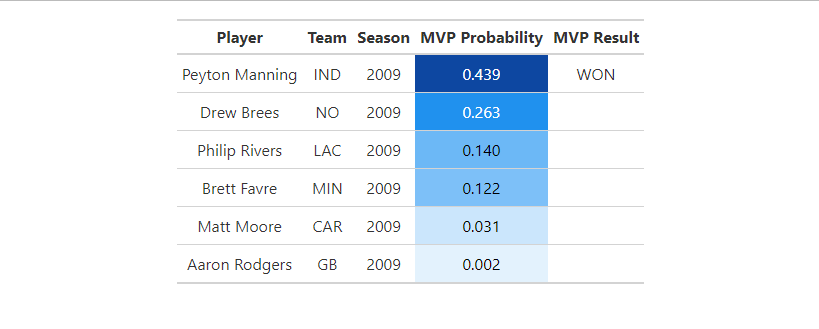 Player Team Season MVP Probability MVP Result
Peyton Manning IND 2009 0.439 WON
Drew Brees NO 2009 0.263
Philip Rivers LAC 2009 0.140
Brett Favre MIN 2009 0.122
Matt Moore CAR 2009 0.031
Aaron Rodgers GB 2009 0.002